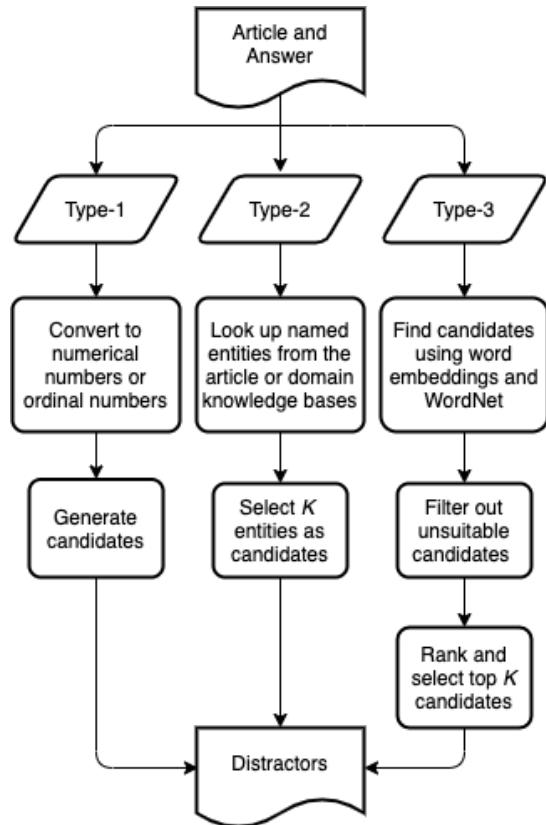 Article and
Answer
Type-1
Type-2
Type-3
Convert to
numerical
numbers or
ordinal numbers
Look up named
entities from the
article or domain
knowledge bases
Find candidates
using word
embeddings and
WordNet
Generate
candidates
Select K
entities as
candidates
Filter out
unsuitable
candidates
Rank and
select top K
candidates
Distractors